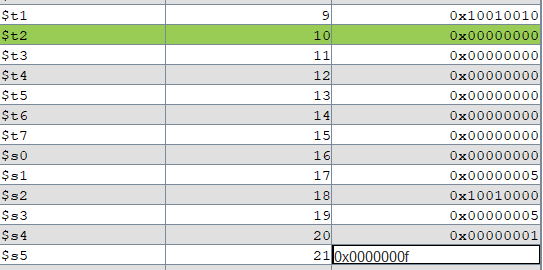 $t1 9 0x10010010
$t2 10 0x00000000
$t3 11 0x00000000
$t4 12 0x00000000
$t5 13 0x00000000
$t6 14 0x00000000
$t7 15 0x00000000
$s0 16 0x00000000
$s1 17 0x00000005
$s2 18 0x10010000
$s3 19 0x00000005
$s4 20 0x00000001
$s5 21 0x0000000f